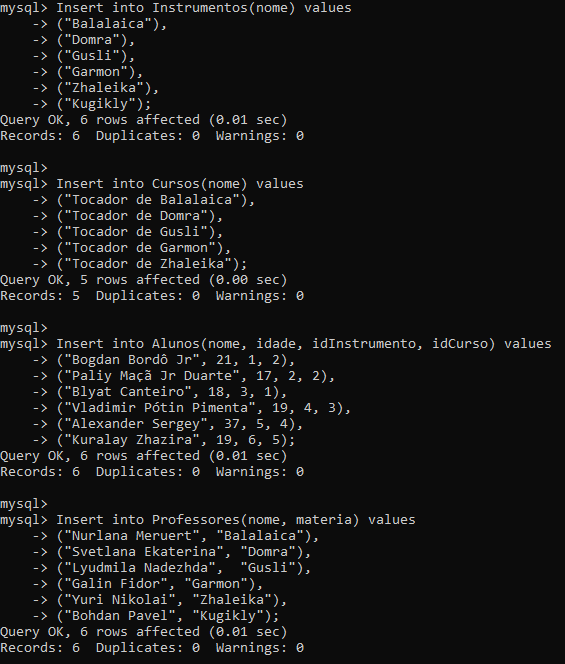 mysql> Insert into Instrumentos(nome) values
    -> ("Balalaica"),
    -> ("Domra"),
    -> ("Gusli"),
    -> ("Garmon"),
    -> ("Zhaleika"),
    -> ("Kugikly");
Query OK, 6 rows affected (0.01 sec)
Records: 6  Duplicates: 0  Warnings: 0

mysql>
mysql> Insert into Cursos(nome) values
    -> ("Tocador de Balalaica"),
    -> ("Tocador de Domra"),
    -> ("Tocador de Gusli"),
    -> ("Tocador de Garmon"),
    -> ("Tocador de Zhaleika");
Query OK, 5 rows affected (0.00 sec)
Records: 5  Duplicates: 0  Warnings: 0

mysql>
mysql> Insert into Alunos(nome, idade, idInstrumento, idCurso) values
    -> ("Bogdan Bordô Jr", 21, 1, 2),
    -> ("Paliy Maçã Jr Duarte", 17, 2, 2),
    -> ("Blyat Canteiro", 18, 3, 1),
    -> ("Vladimir Pótin Pimenta", 19, 4, 3),
    -> ("Alexander Sergey", 37, 5, 4),
    -> ("Kuralay Zhazira", 19, 6, 5);
Query OK, 6 rows affected (0.01 sec)
Records: 6  Duplicates: 0  Warnings: 0

mysql>
mysql> Insert into Professores(nome, materia) values
    -> ("Nurlana Meruert", "Balalaica"),
    -> ("Svetlana Ekaterina", "Domra"),
    -> ("Lyudmila Nadezhda",  "Gusli"),
    -> ("Galin Fidor", "Garmon"),
    -> ("Yuri Nikolai", "Zhaleika"),
    -> ("Bohdan Pavel", "Kugikly");
Query OK, 6 rows affected (0.01 sec)
Records: 6  Duplicates: 0  Warnings: 0